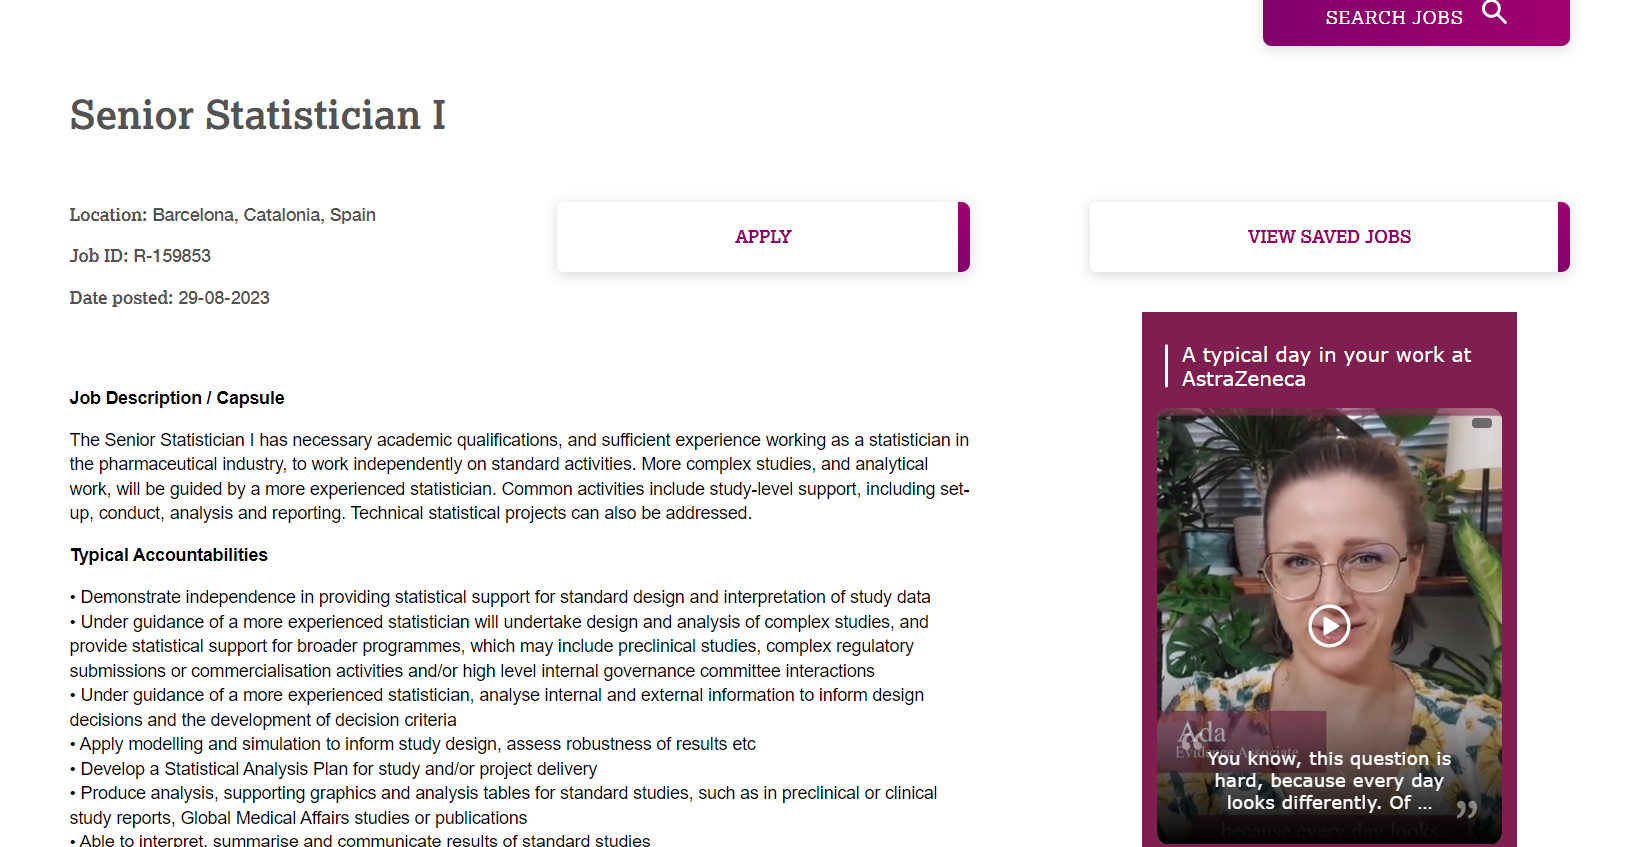 SEARCH JOBS
Senior Statistician I
Location: Barcelona, Catalonia, Spain
Job ID: R-159853
Date posted: 29-08-2023
APPLY
VIEW SAVED JOBS
Job Description / Capsule
The Senior Statistician I has necessary academic qualifications, and sufficient experience working as a statistician in
the pharmaceutical industry, to work independently on standard activities. More complex studies, and analytical
work, will be guided by a more experienced statistician. Common activities include study-level support, including set-
up, conduct, analysis and reporting. Technical statistical projects can also be addressed.
Typical Accountabilities
• Demonstrate independence in providing statistical support for standard design and interpretation of study data
• Under guidance of a more experienced statistician will undertake design and analysis of complex studies, and
provide statistical support for broader programmes, which may include preclinical studies, complex regulatory
submissions or commercialisation activities and/or high level internal governance committee interactions
• Under guidance of a more experienced statistician, analyse internal and external information to inform design
decisions and the development of decision criteria
• Apply modelling and simulation to inform study design, assess robustness of results etc
• Develop a Statistical Analysis Plan for study and/or project delivery
• Produce analysis, supporting graphics and analysis tables for standard studies, such as in preclinical or clinical
study reports, Global Medical Affairs studies or publications
• Able to interpret, summarise and communicate results of standard studies
A typical day in your work at
AstraZeneca
Ada
Evidence Associate
You know, this question is
hard, because every day
looks differently. Of ...
because every day looks